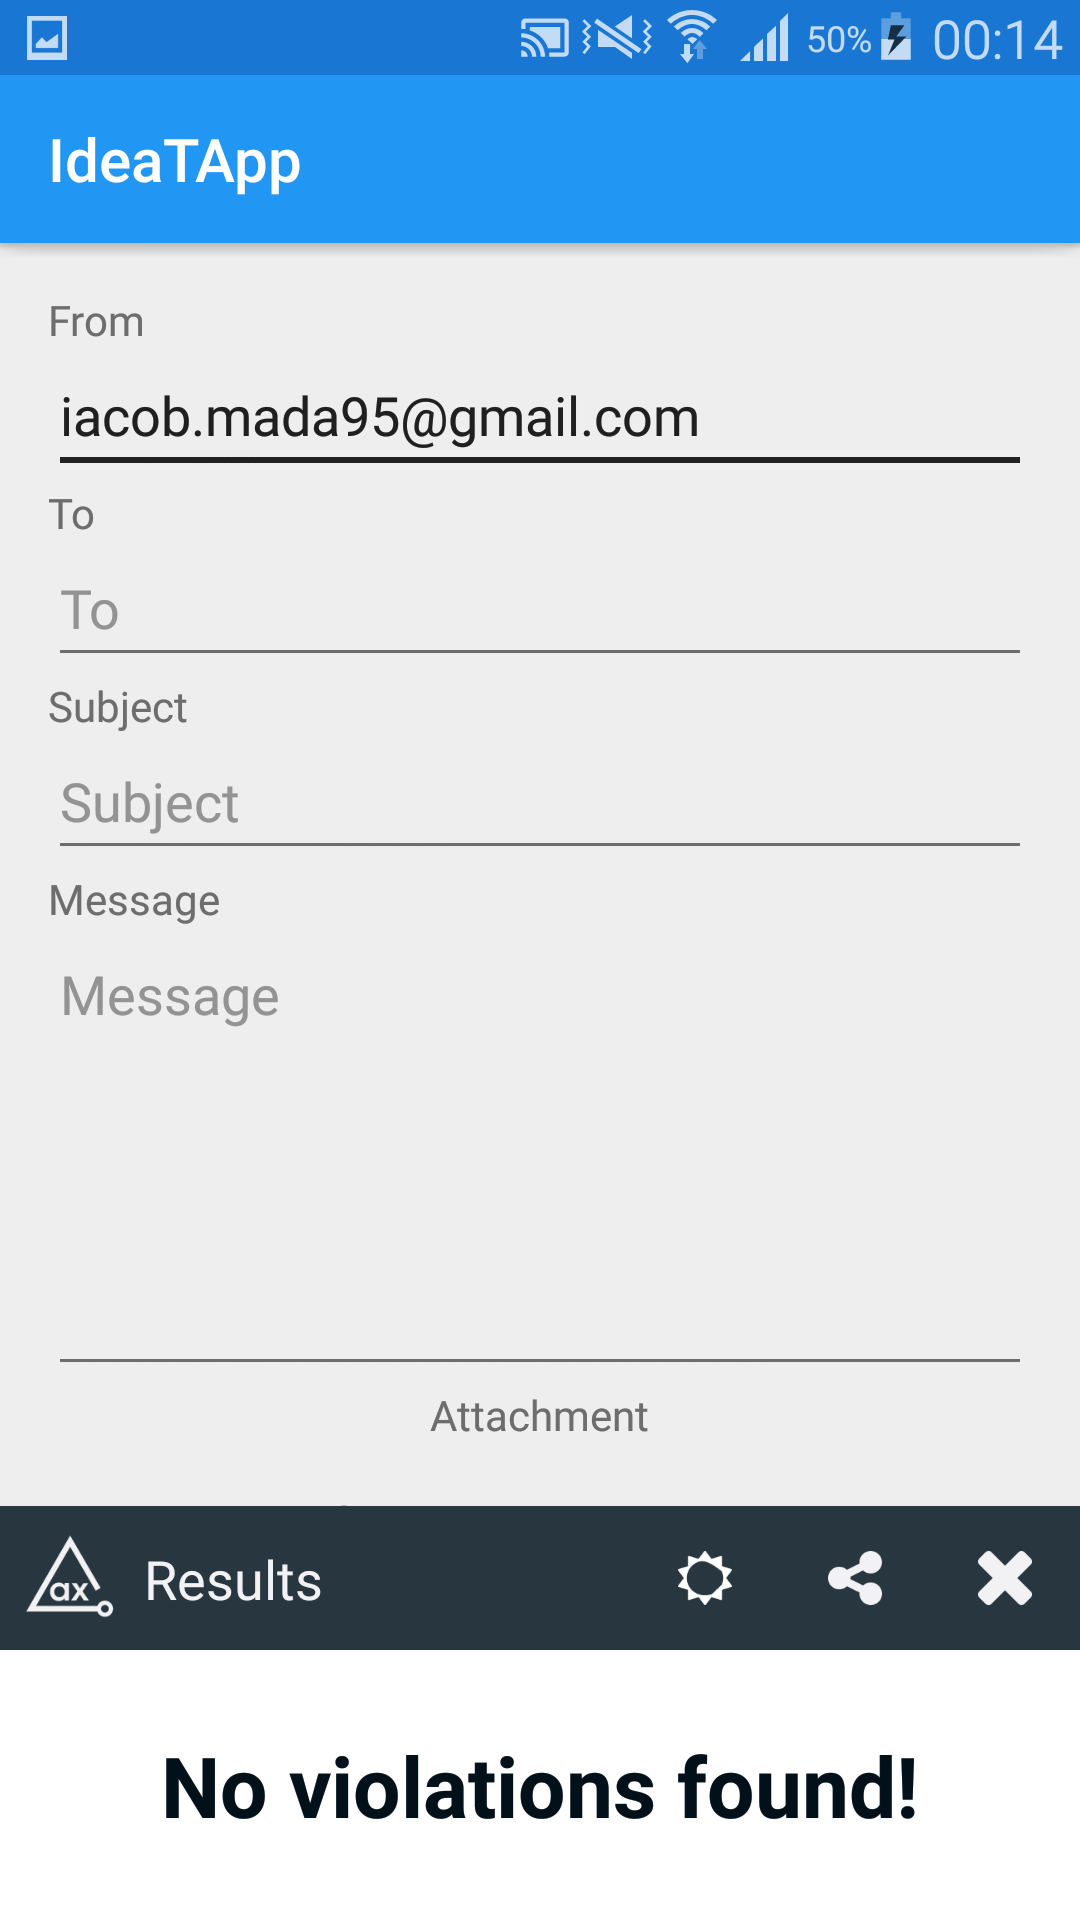 50% 00:14
IdeaTApp
From
iacob.mada95@gmail.com
To
To
Subject
Subject
Message
Message
Attachment
ax Results
No violations found!